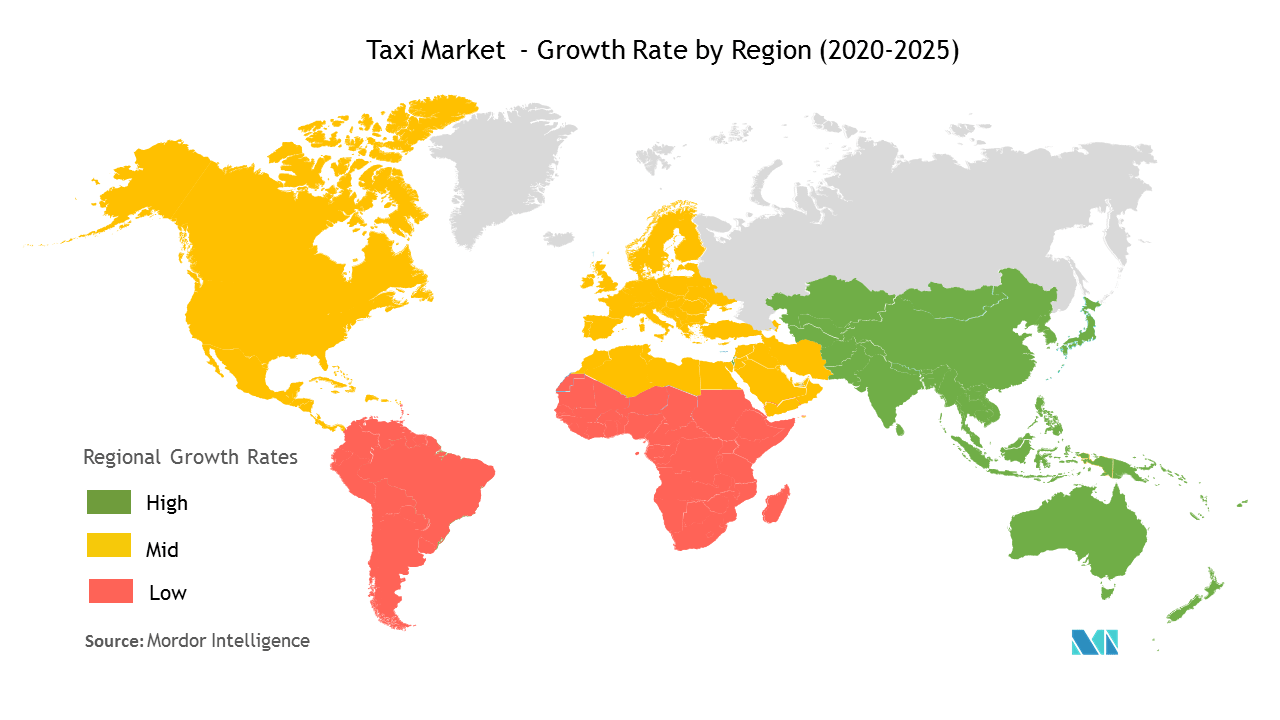 Taxi Market - Growth Rate by Region (2020-2025)
Regional Growth Rates
High
Mid
Low
Source: Mordor Intelligence